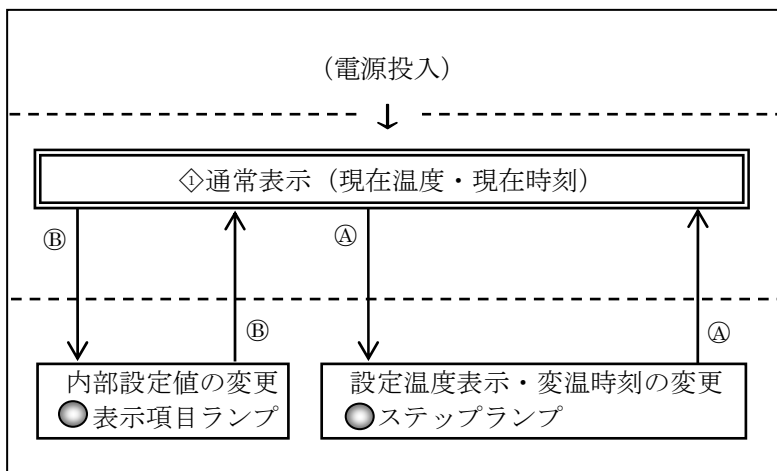 （電源投入）
①通常表示（現在温度・現在時刻）
Ⓑ
Ⓐ
Ⓑ
Ⓐ
内部設定値の変更
表示項目ランプ
設定温度表示・変温時刻の変更
ステップランプ